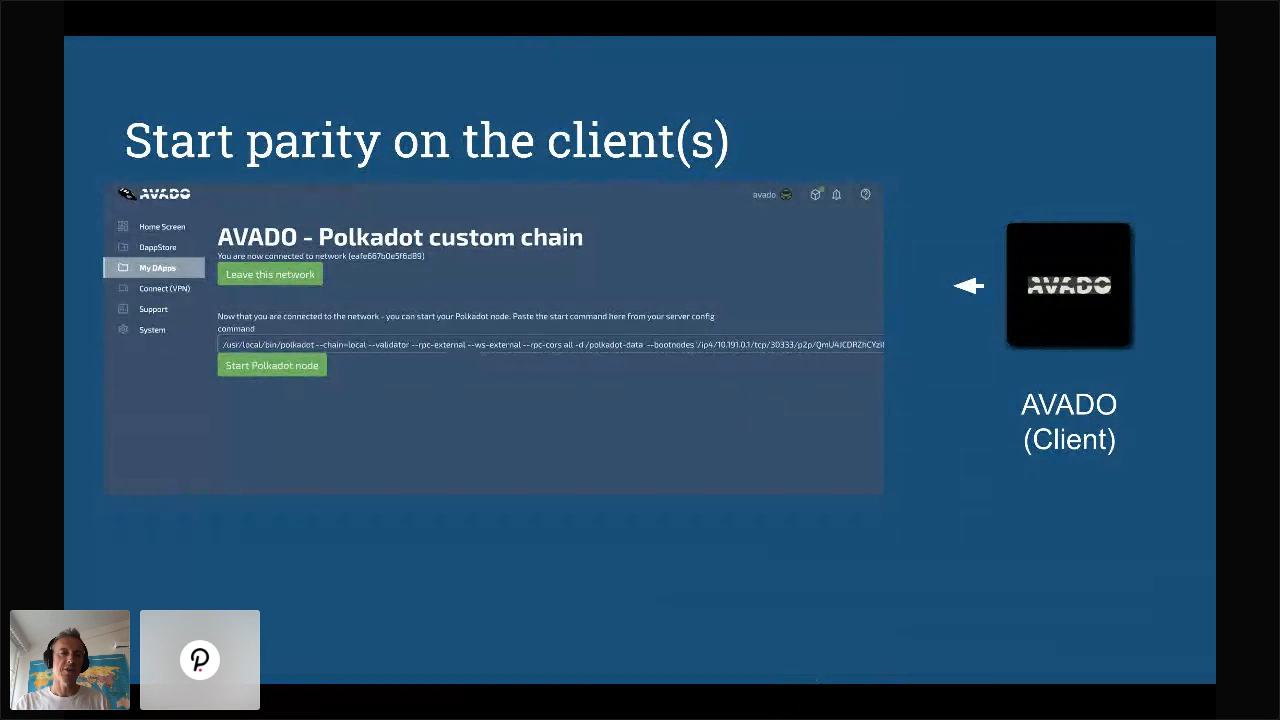 Start parity on the client(s)
AVADO
avado
Home Screen
DappStore
My DApps
Connect (VPN)
Support
System
AVADO - Polkadot custom chain
You are now connected to network (eafe667b0e5f6d89)
Leave this network
Now that you are connected to the network - you can start your Polkadot node. Paste the start command here from your server config
command
/usr/local/bin/polkadot --chain=local --validator --rpc-external --ws-external --rpc-cors all -d /polkadot-data --bootnodes '/ip4/10.191.0.1/tcp/30333/p2p/QmU4JCDRZhCYzi
Start Polkadot node
AVADO
AVADO
(Client)